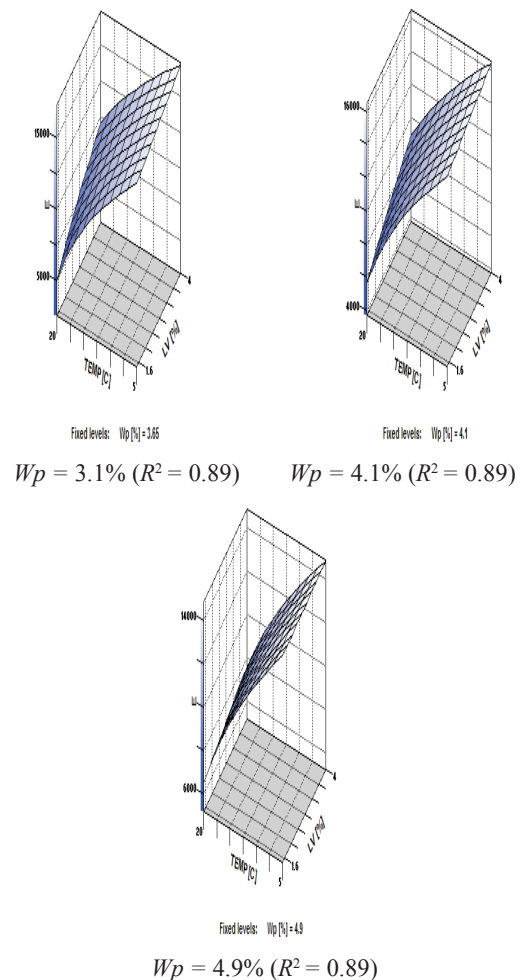 15000
E
5000
20
TEMP [C]
5
1.6
LV [%]
4
Fixed levels: Wp [%] = 3.65
Wp = 3.1% (R² = 0.89)
16000
E
4000
20
TEMP [C]
5
1.6
LV [%]
4
Fixed levels: Wp [%] = 4.1
Wp = 4.1% (R² = 0.89)
14000
E
6000
20
TEMP [C]
5
1.6
LV [%]
4
Fixed levels: Wp [%] = 4.9
Wp = 4.9% (R² = 0.89)